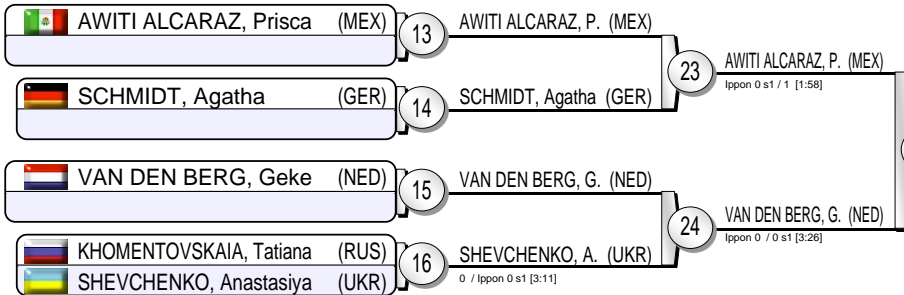 AWITI ALCARAZ, Prisca (MEX)
13
AWITI ALCARAZ, P. (MEX)
23
AWITI ALCARAZ, P. (MEX)
Ippon 0 s1 / 1 [1:58]
SCHMIDT, Agatha (GER)
14
SCHMIDT, Agatha (GER)
VAN DEN BERG, Geke (NED)
15
VAN DEN BERG, G. (NED)
24
VAN DEN BERG, G. (NED)
Ippon 0 / 0 s1 [3:26]
KHOMENTOVSKAIA, Tatiana (RUS)
16
SHEVCHENKO, A. (UKR)
0 / Ippon 0 s1 [3:11]
SHEVCHENKO, Anastasiya (UKR)